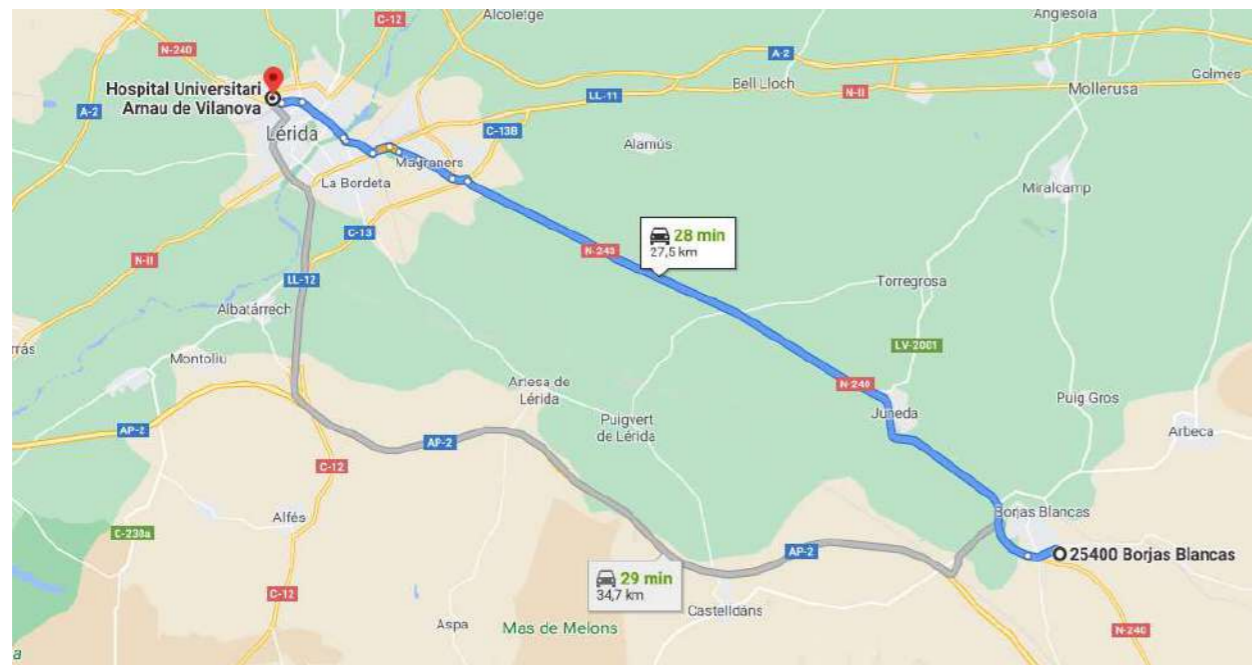 C-12
Alcoletge
Anglesola
N-240
A-2
Hospital Universitari
Arnau de Vilanova
Bell Lloch
N-II
Golmes
A-2
LL-11
Mollerusa
Lérida
C-13B
Alamús
Magraners
La Bordeta
Miralcamp
C-13
28 min
27,5 km
N-240
N-II
LL-12
Torregrosa
Albatárrech
LV-2001
rrás
Montoliu
N-240
Artesa de
Lérida
Juneda
Puig Gros
Puigvert
de Lérida
AP-2
AP-2
Arbeca
C-12
Alfés
Borjas Blancas
C-230a
AP-2
25400 Borjas Blancas
29 min
34,7 km
C-12
Castelldáns
Aspa
Mas de Melons
N-240
a